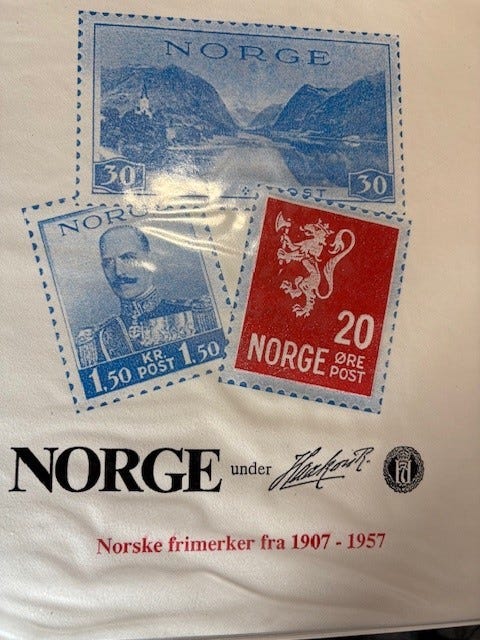 NORGE
30 POST 30
NORGE
1,50 KR POST 1,50
20
NORGE ØRE POST
NORGE under Haakon R.
Norske frimerker fra 1907 - 1957